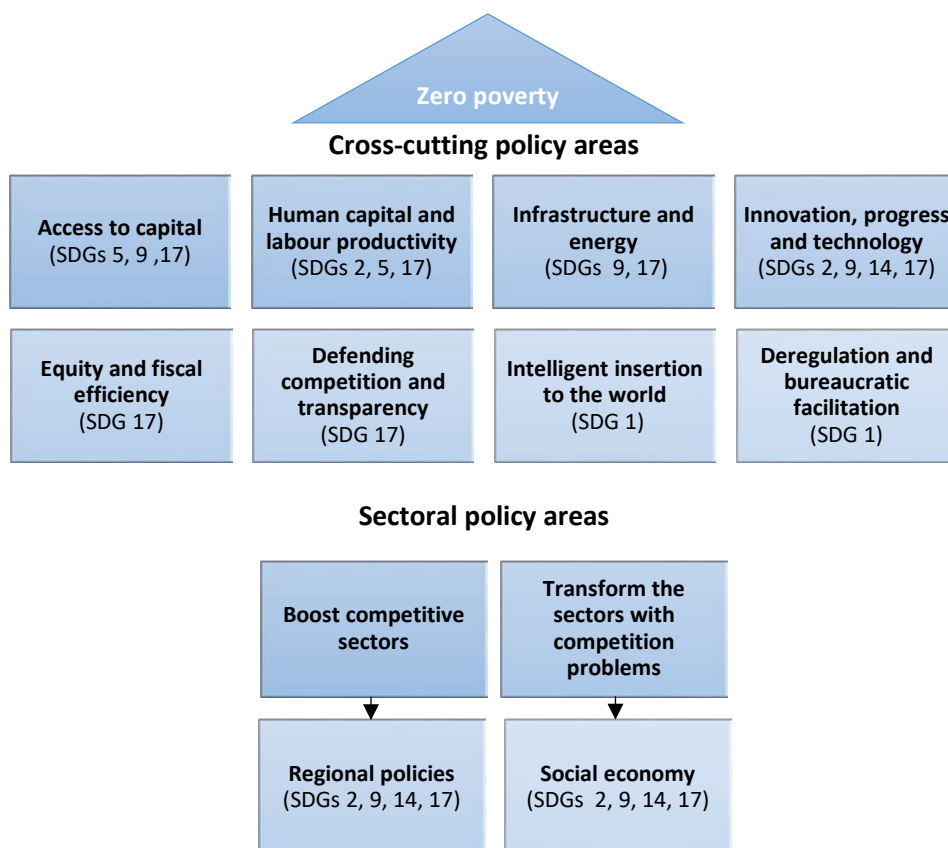 Zero poverty
Cross-cutting policy areas
Access to capital
(SDGs 5, 9 ,17)
Human capital and
labour productivity
(SDGs 2, 5, 17)
Infrastructure and
energy
(SDGs 9, 17)
Innovation, progress
and technology
(SDGs 2, 9, 14, 17)
Equity and fiscal
efficiency
(SDG 17)
Defending
competition and
transparency
(SDG 17)
Intelligent insertion
to the world
(SDG 1)
Deregulation and
bureaucratic
facilitation
(SDG 1)
Sectoral policy areas
Boost competitive
sectors
Transform the
sectors with
competition
problems
Regional policies
(SDGs 2, 9, 14, 17)
Social economy
(SDGs 2, 9, 14, 17)